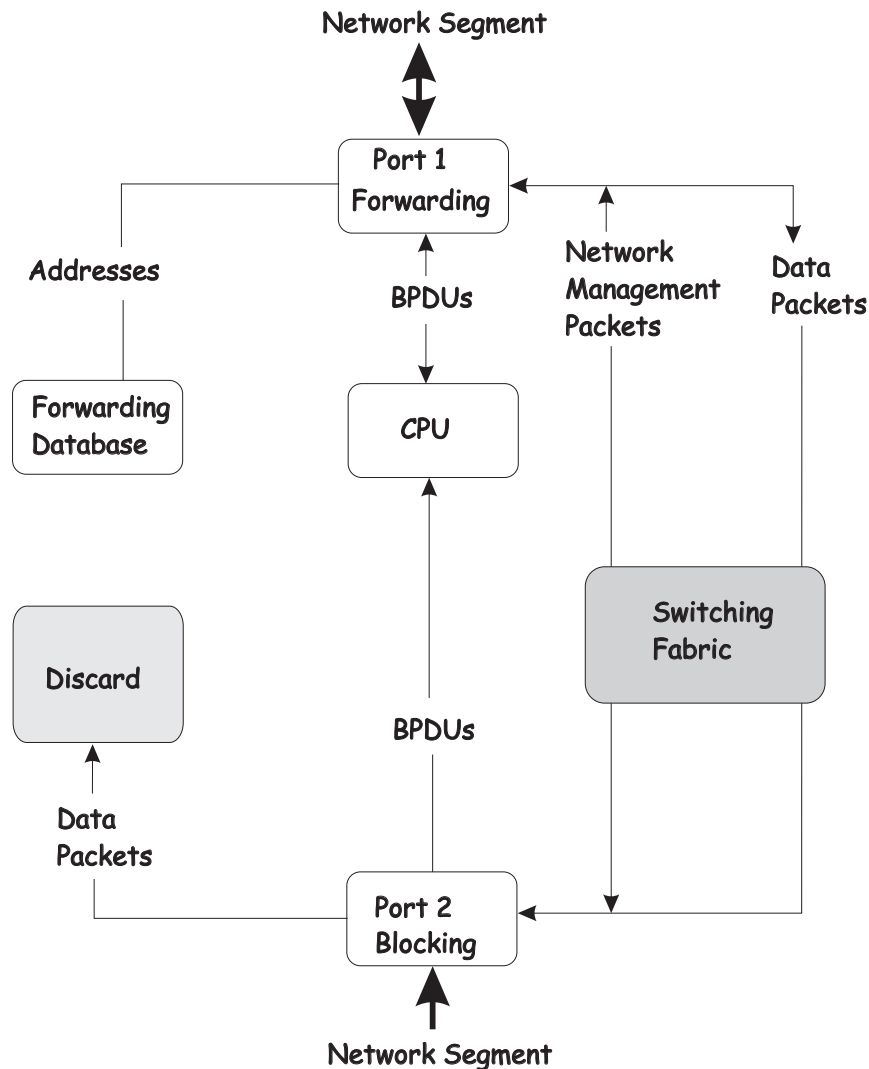 Network Segment
Port 1
Forwarding
Addresses
BPDUs
Network
Management
Packets
Data
Packets
Forwarding
Database
CPU
Switching
Fabric
Discard
BPDUs
Data
Packets
Port 2
Blocking
Network Segment